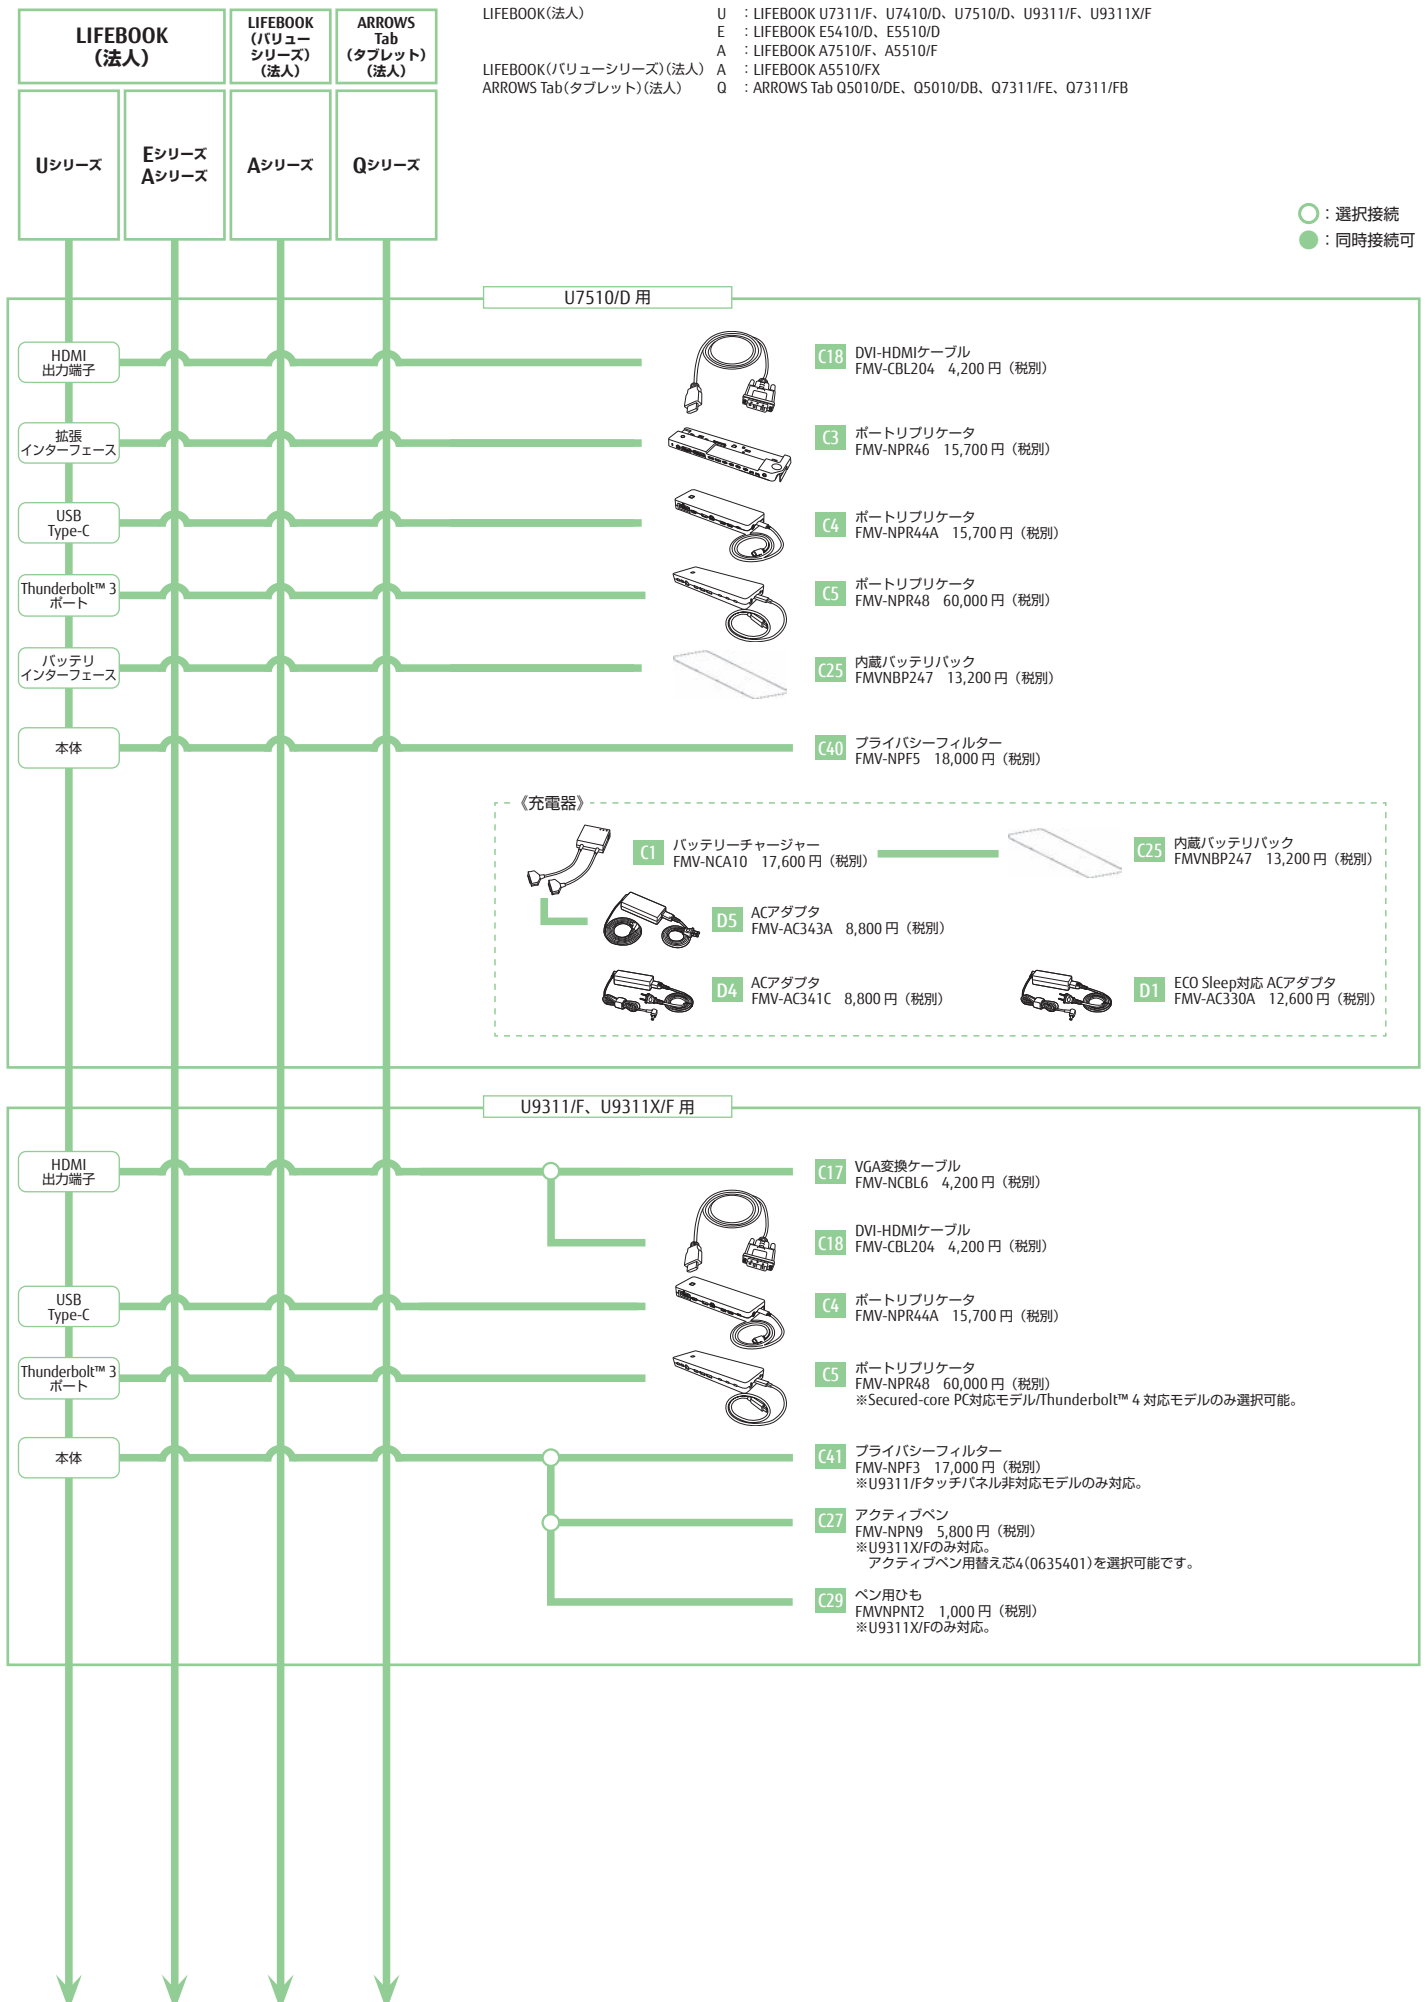 LIFEBOOK
(法人)
LIFEBOOK
(バリュー
シリーズ)
(法人)
ARROWS
Tab
(タブレット)
(法人)
LIFEBOOK(法人) U ：LIFEBOOK U7311/F、U7410/D、U7510/D、U9311/F、U9311X/F
E ：LIFEBOOK E5410/D、E5510/D
A ：LIFEBOOK A7510/F、A5510/F
LIFEBOOK(バリューシリーズ)(法人) A ：LIFEBOOK A5510/FX
ARROWS Tab(タブレット)(法人) Q ：ARROWS Tab Q5010/DE、Q5010/DB、Q7311/FE、Q7311/FB
Uシリーズ
Eシリーズ
Aシリーズ
Aシリーズ
Qシリーズ
：選択接続
：同時接続可
U7510/D 用
HDMI
出力端子
C18 DVI-HDMIケーブル
FMV-CBL204 4,200 円（税別）
拡張
インターフェース
C3 ポートリプリケータ
FMV-NPR46 15,700 円（税別）
USB
Type-C
C4 ポートリプリケータ
FMV-NPR44A 15,700 円（税別）
Thunderbolt™ 3
ポート
C5 ポートリプリケータ
FMV-NPR48 60,000 円（税別）
バッテリ
インターフェース
C25 内蔵バッテリパック
FMVNBP247 13,200 円（税別）
本体
C40 プライバシーフィルター
FMV-NPF5 18,000 円（税別）
《充電器》
C1 バッテリーチャージャー
FMV-NCA10 17,600 円（税別）
C25 内蔵バッテリパック
FMVNBP247 13,200 円（税別）
D5 ACアダプタ
FMV-AC343A 8,800 円（税別）
D4 ACアダプタ
FMV-AC341C 8,800 円（税別）
D1 ECO Sleep対応 ACアダプタ
FMV-AC330A 12,600 円（税別）
U9311/F、U9311X/F 用
HDMI
出力端子
C17 VGA変換ケーブル
FMV-NCBL6 4,200 円（税別）
C18 DVI-HDMIケーブル
FMV-CBL204 4,200 円（税別）
USB
Type-C
C4 ポートリプリケータ
FMV-NPR44A 15,700 円（税別）
Thunderbolt™ 3
ポート
C5 ポートリプリケータ
FMV-NPR48 60,000 円（税別）
※Secured-core PC対応モデル/Thunderbolt™ 4 対応モデルのみ選択可能。
本体
C41 プライバシーフィルター
FMV-NPF3 17,000 円（税別）
※U9311/Fタッチパネル非対応モデルのみ対応。
C27 アクティブペン
FMV-NPN9 5,800 円（税別）
※U9311X/Fのみ対応。
アクティブペン用替え芯4(0635401)を選択可能です。
C29 ペン用ひも
FMVNPNT2 1,000 円（税別）
※U9311X/Fのみ対応。